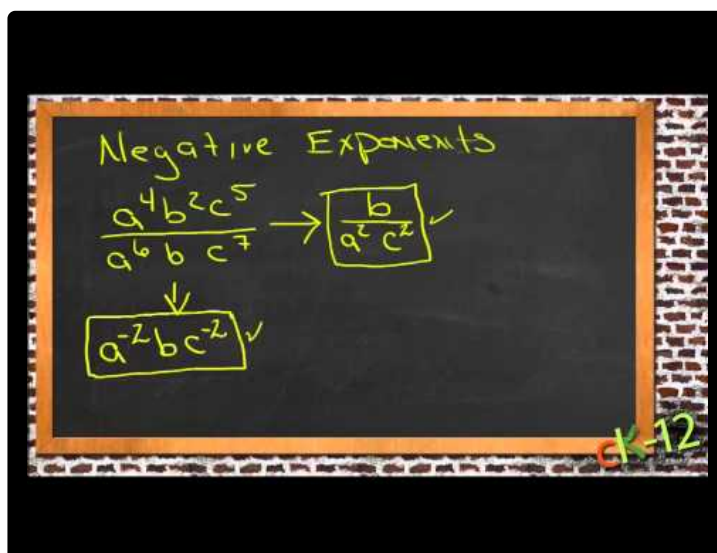 Negative Exponents
a⁴b²c⁵ / a⁶ b c⁷ → b / a² c² ✓
↓
a⁻²bc⁻² ✓
cK-12